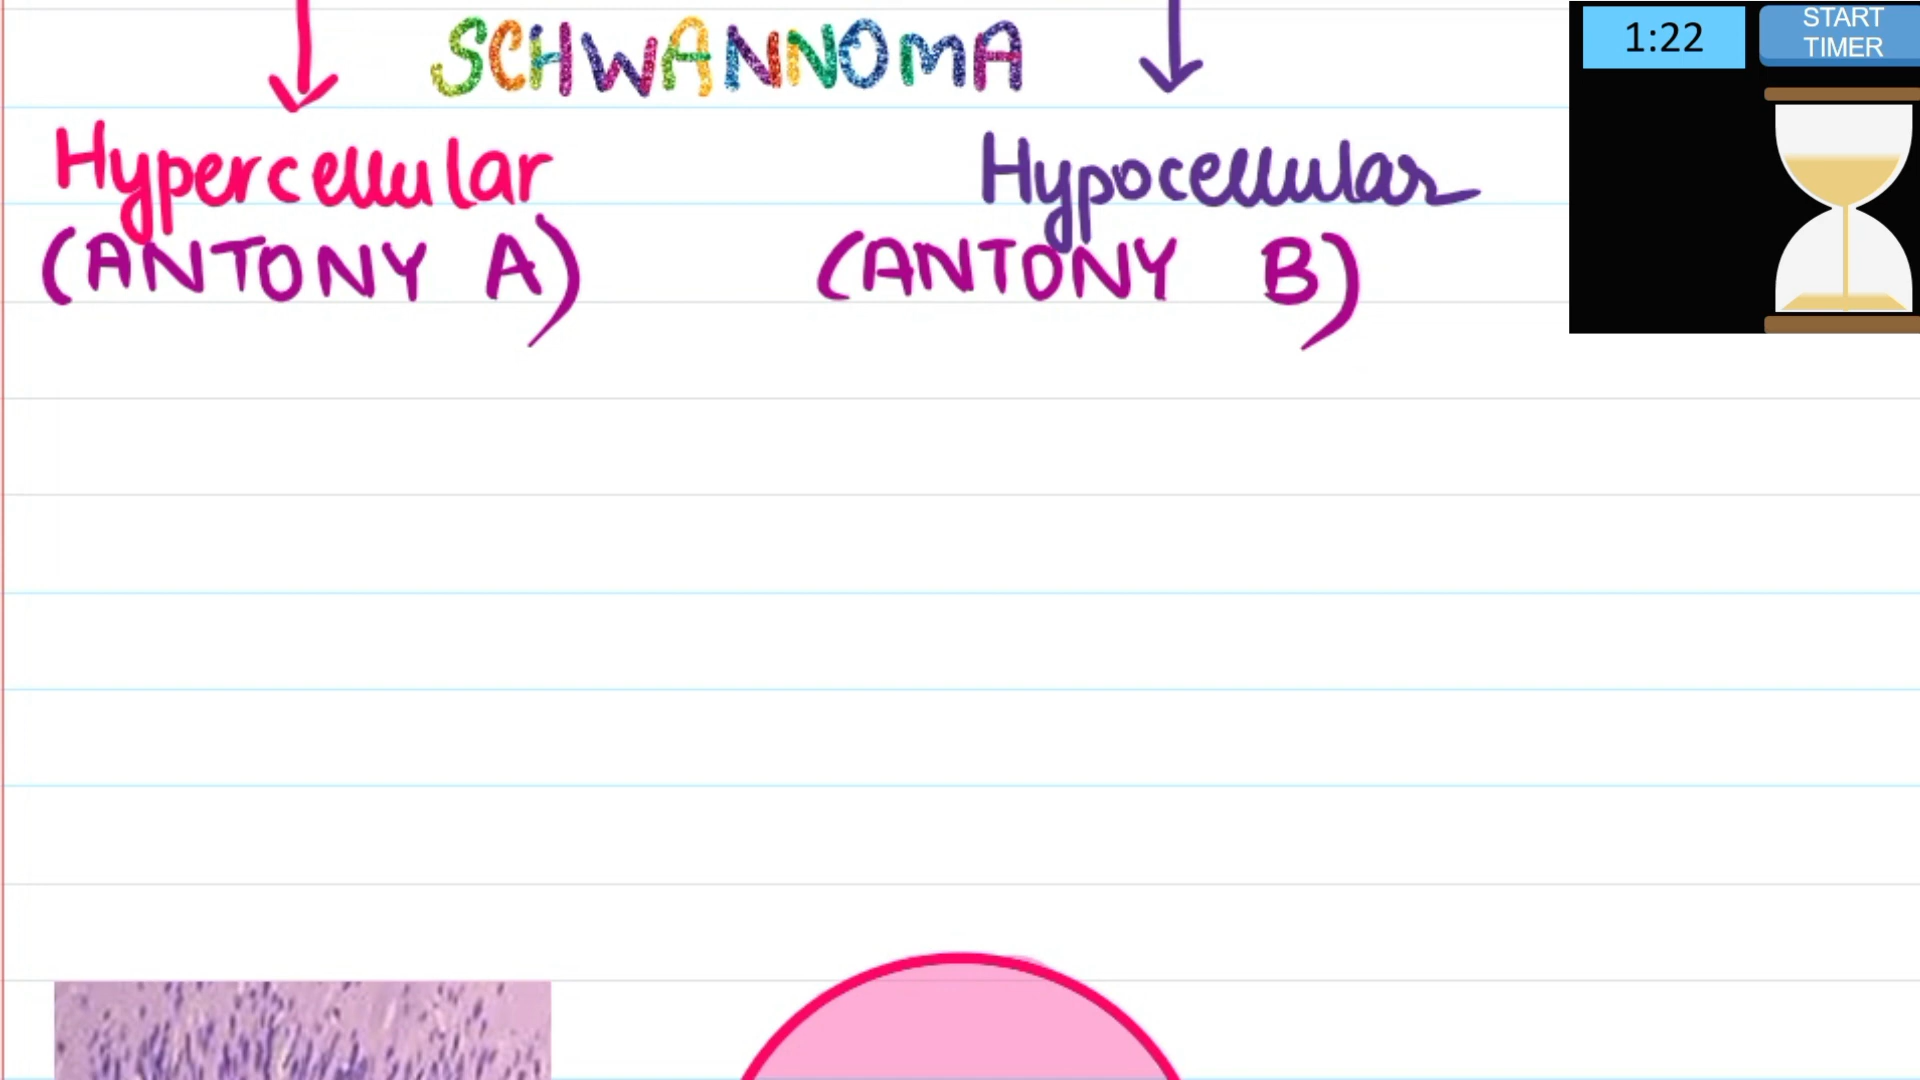 SCHWANNOMA
Hypercellular
(ANTONY A)
Hypocellular
(ANTONY B)
1:22
START
TIMER